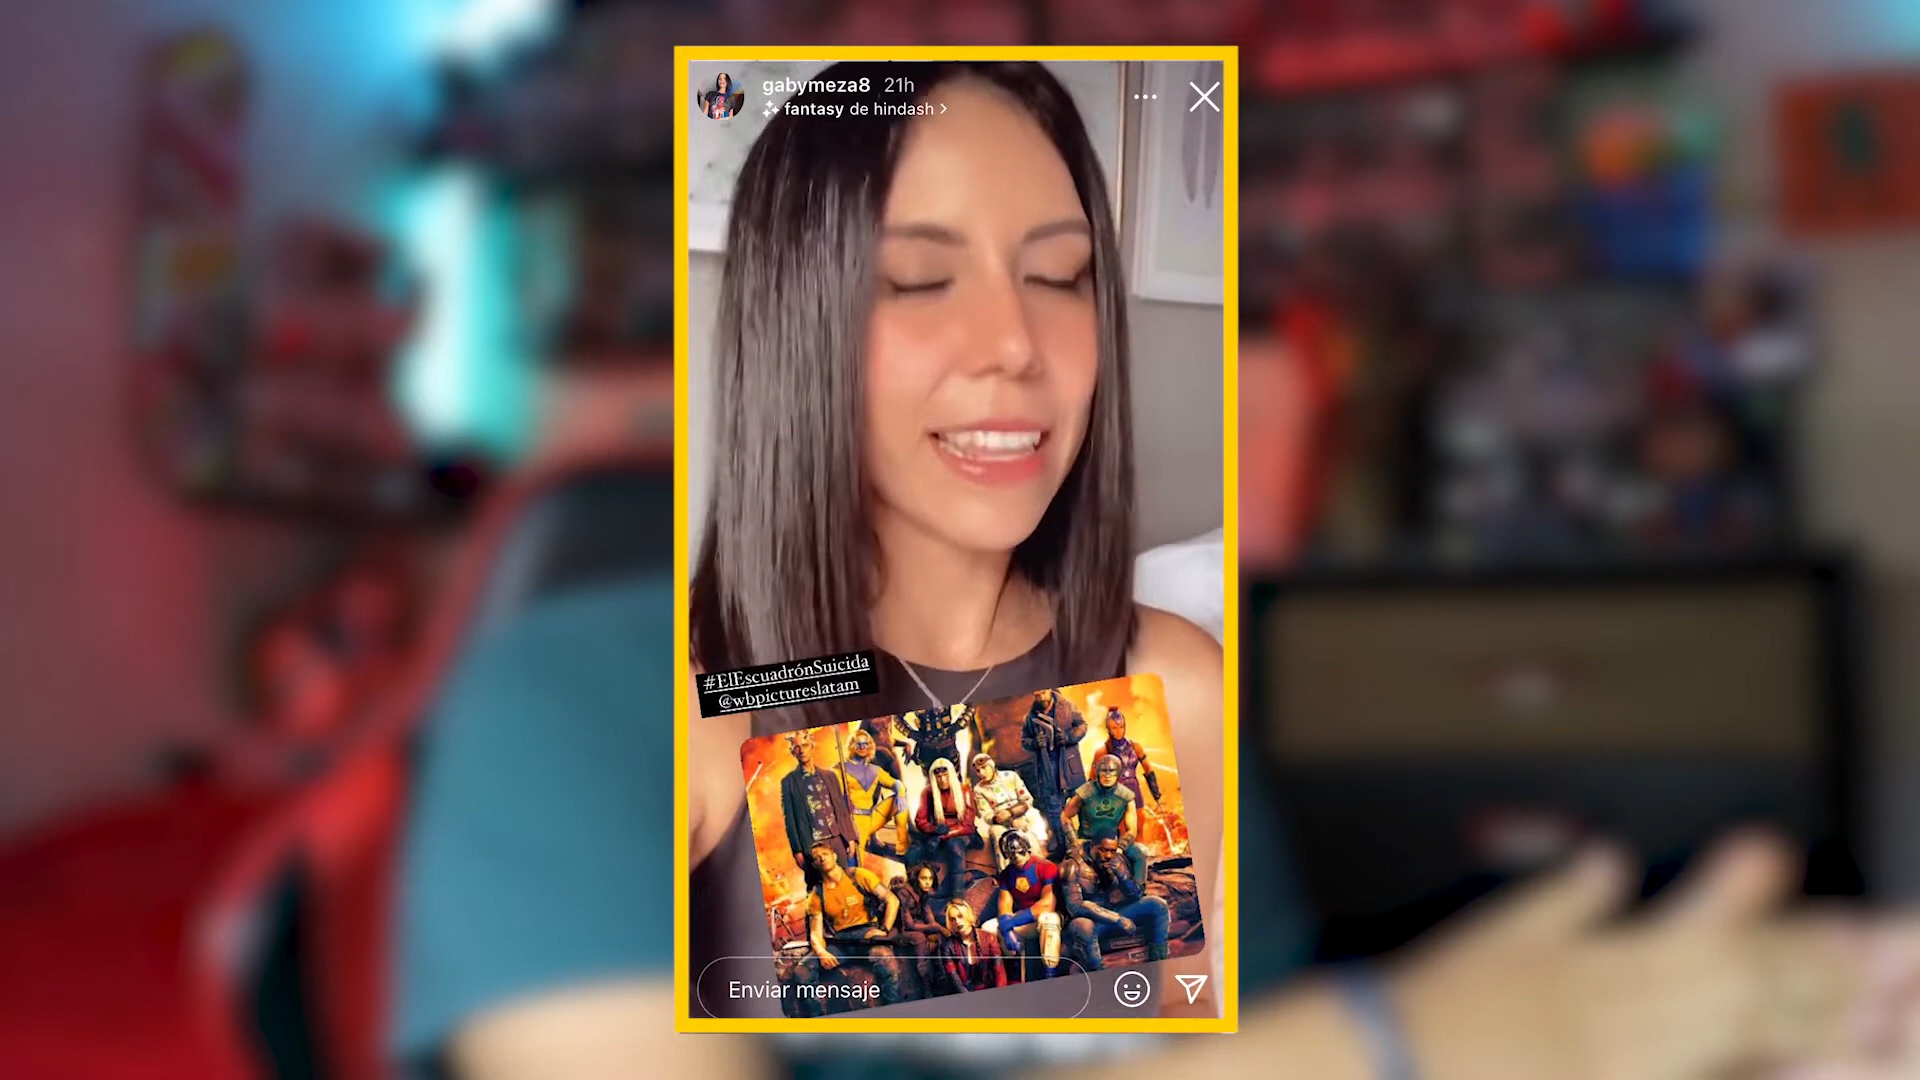 gabymeza8 21h
fantasy de hindash >
#ElEscuadrónSuicida
@wbpictureslatam
Enviar mensaje